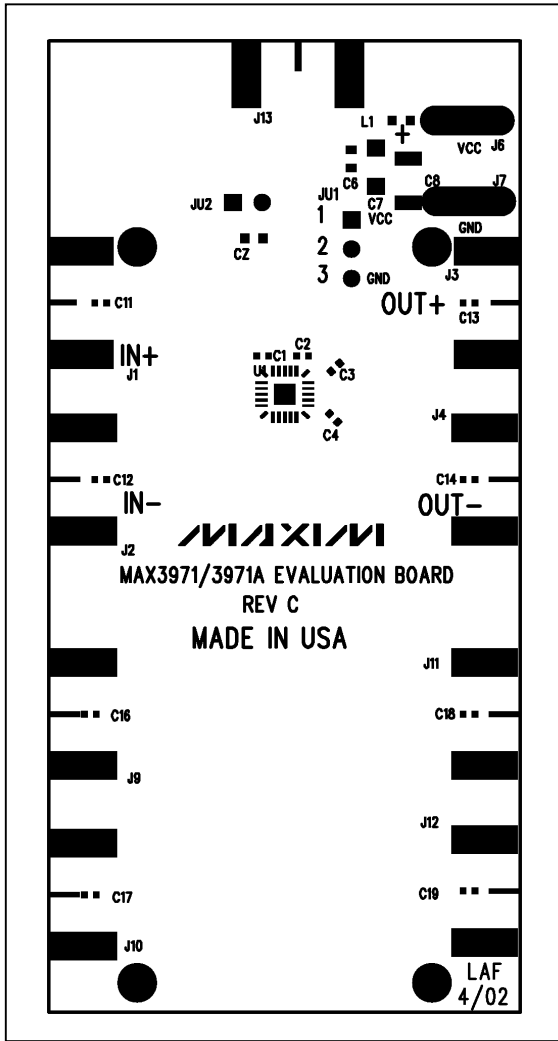 J13
L1
VCC
J6
C6
JU1
C7
C8
J7
JU2
1
VCC
GND
CZ
2
J3
3
GND
C11
OUT+
C13
IN+
J1
C1
C2
U1
C3
J4
C4
C12
C14
IN-
OUT-
J2
MAXIM
MAX3971/3971A EVALUATION BOARD
REV C
MADE IN USA
J11
C16
C18
J9
J12
C17
C19
J10
LAF
4/02